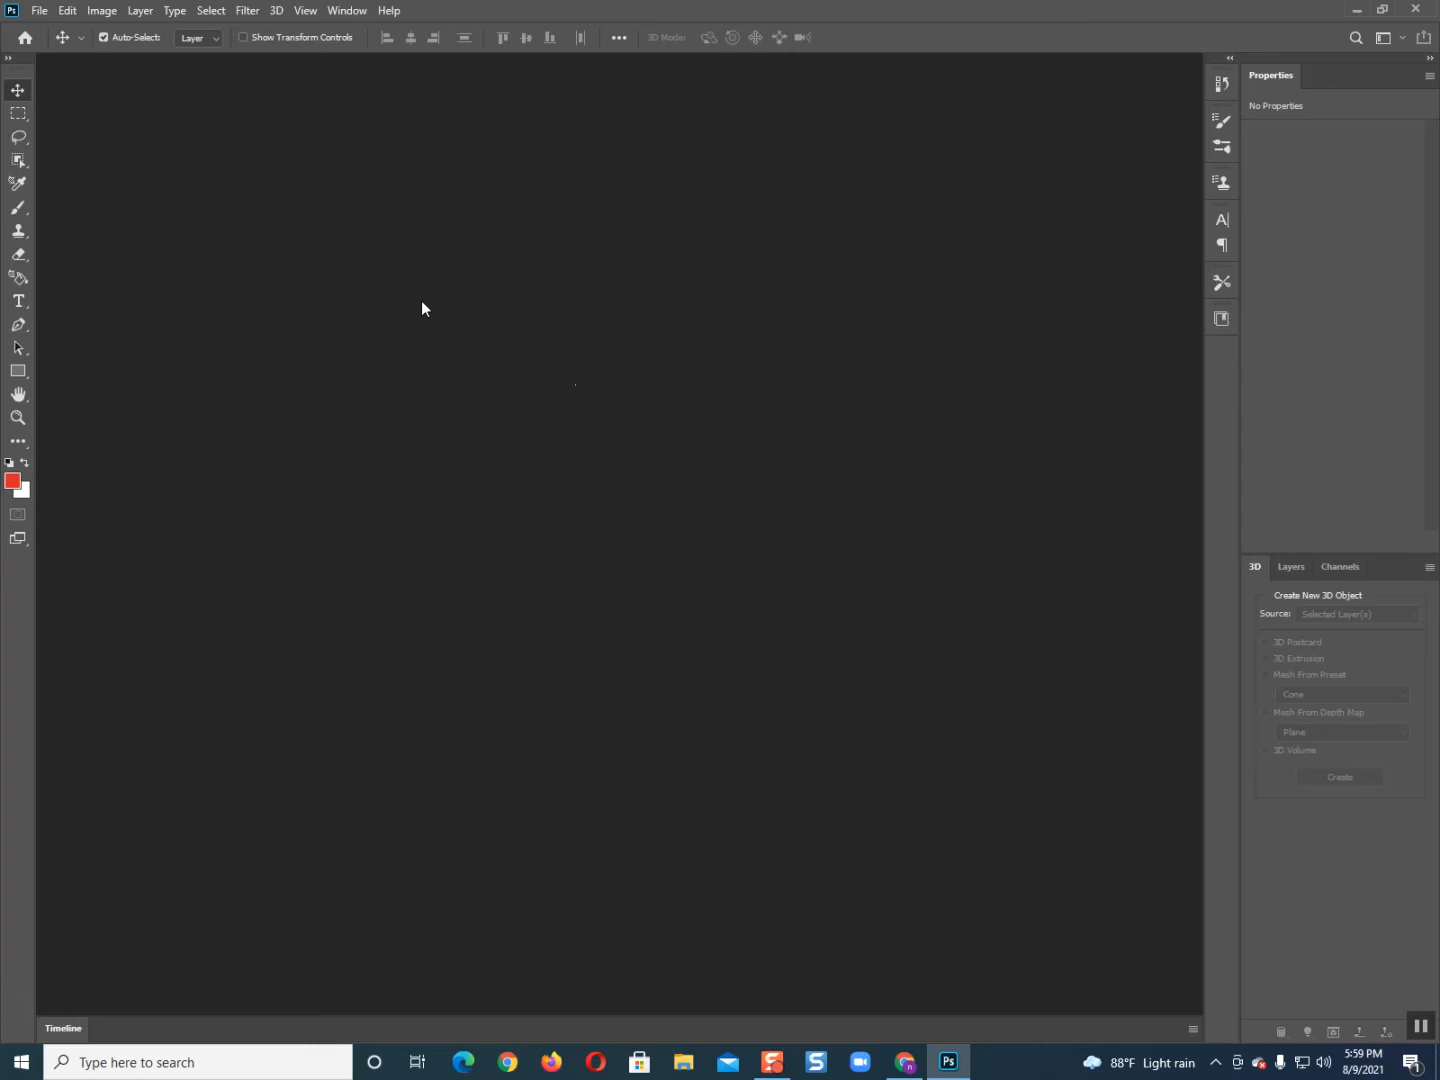 Ps File Edit Image Layer Type Select Filter 3D View Window Help
Auto-Select: Layer Show Transform Controls 3D Mode:
Properties
No Properties
3D Layers Channels
Create New 3D Object
Source: Selected Layer(s)
3D Postcard
3D Extrusion
Mesh From Preset
Cone
Mesh From Depth Map
Plane
3D Volume
Create
Timeline
Type here to search
88°F Light rain
5:59 PM
8/9/2021